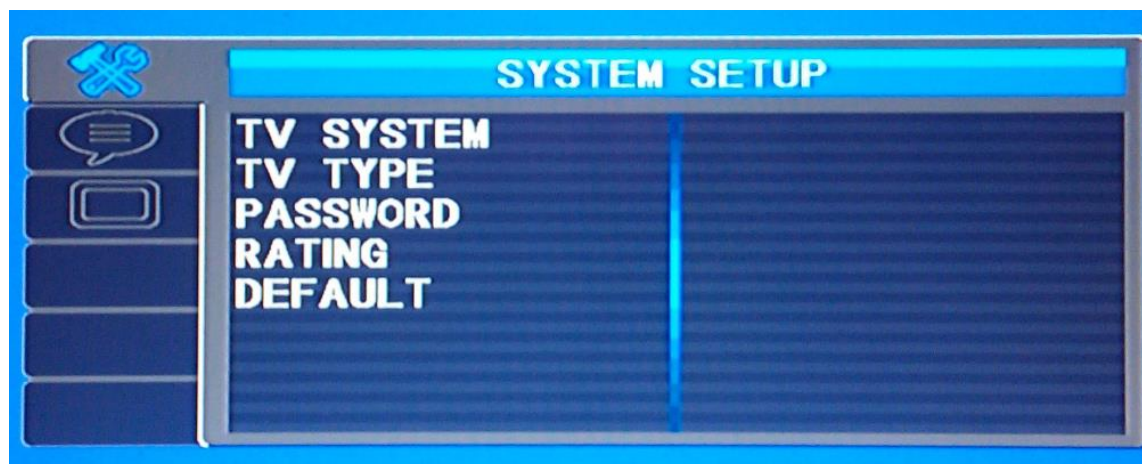 SYSTEM SETUP
TV SYSTEM
TV TYPE
PASSWORD
RATING
DEFAULT